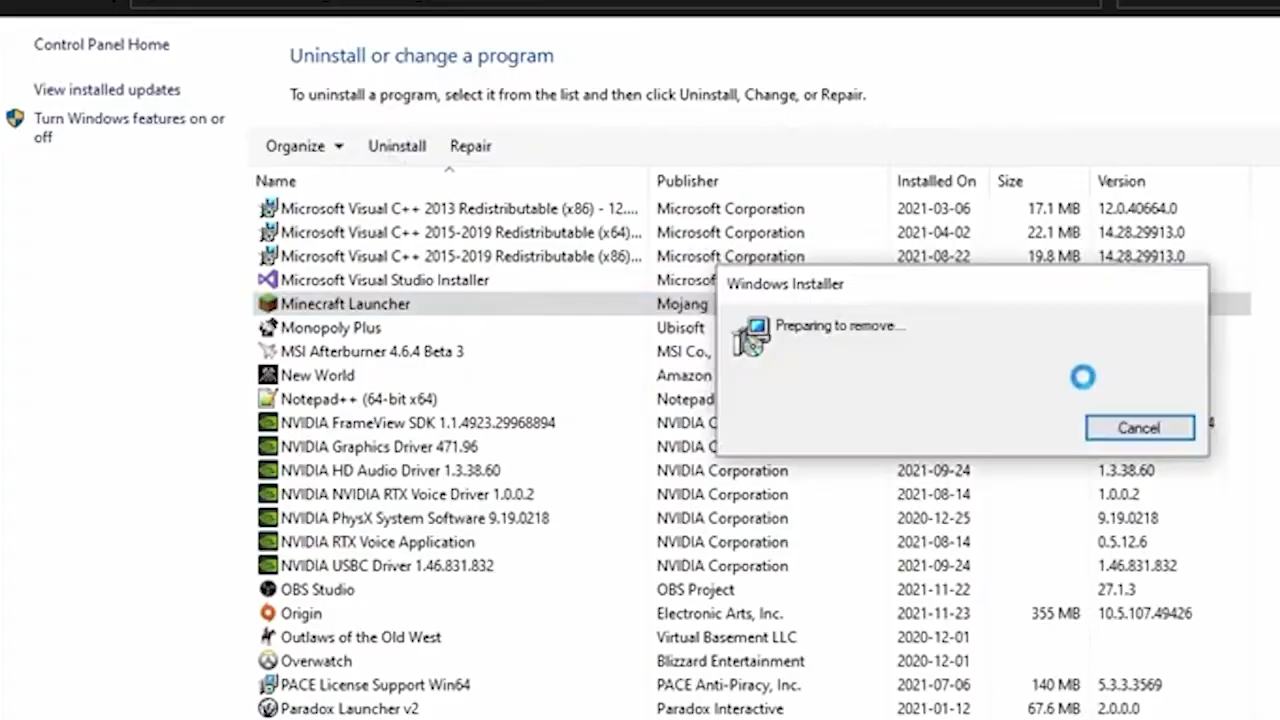 Control Panel Home
View installed updates
Turn Windows features on or
off
Uninstall or change a program
To uninstall a program, select it from the list and then click Uninstall, Change, or Repair.
Organize Uninstall Repair
Name Publisher Installed On Size Version
Microsoft Visual C++ 2013 Redistributable (x86) - 12.... Microsoft Corporation 2021-03-06 17.1 MB 12.0.40664.0
Microsoft Visual C++ 2015-2019 Redistributable (x64)... Microsoft Corporation 2021-04-02 22.1 MB 14.28.29913.0
Microsoft Visual C++ 2015-2019 Redistributable (x86)... Microsoft Corporation 2021-08-22 19.8 MB 14.28.29913.0
Microsoft Visual Studio Installer
Minecraft Launcher Mojang
Monopoly Plus Ubisoft
MSI Afterburner 4.6.4 Beta 3 MSI Co.,
New World Amazon
Notepad++ (64-bit x64) Notepad
NVIDIA FrameView SDK 1.1.4923.29968894 NVIDIA C 4
NVIDIA Graphics Driver 471.96 NVIDIA C
Windows Installer
Preparing to remove...
Cancel
NVIDIA HD Audio Driver 1.3.38.60 NVIDIA Corporation 2021-09-24 1.3.38.60
NVIDIA NVIDIA RTX Voice Driver 1.0.0.2 NVIDIA Corporation 2021-08-14 1.0.0.2
NVIDIA PhysX System Software 9.19.0218 NVIDIA Corporation 2020-12-25 9.19.0218
NVIDIA RTX Voice Application NVIDIA Corporation 2021-08-14 0.5.12.6
NVIDIA USBC Driver 1.46.831.832 NVIDIA Corporation 2021-09-24 1.46.831.832
OBS Studio OBS Project 2021-11-22 27.1.3
Origin Electronic Arts, Inc. 2021-11-23 355 MB 10.5.107.49426
Outlaws of the Old West Virtual Basement LLC 2020-12-01
Overwatch Blizzard Entertainment 2020-12-01
PACE License Support Win64 PACE Anti-Piracy, Inc. 2021-07-06 140 MB 5.3.3.3569
Paradox Launcher v2 Paradox Interactive 2021-01-12 67.6 MB 2.0.0.0